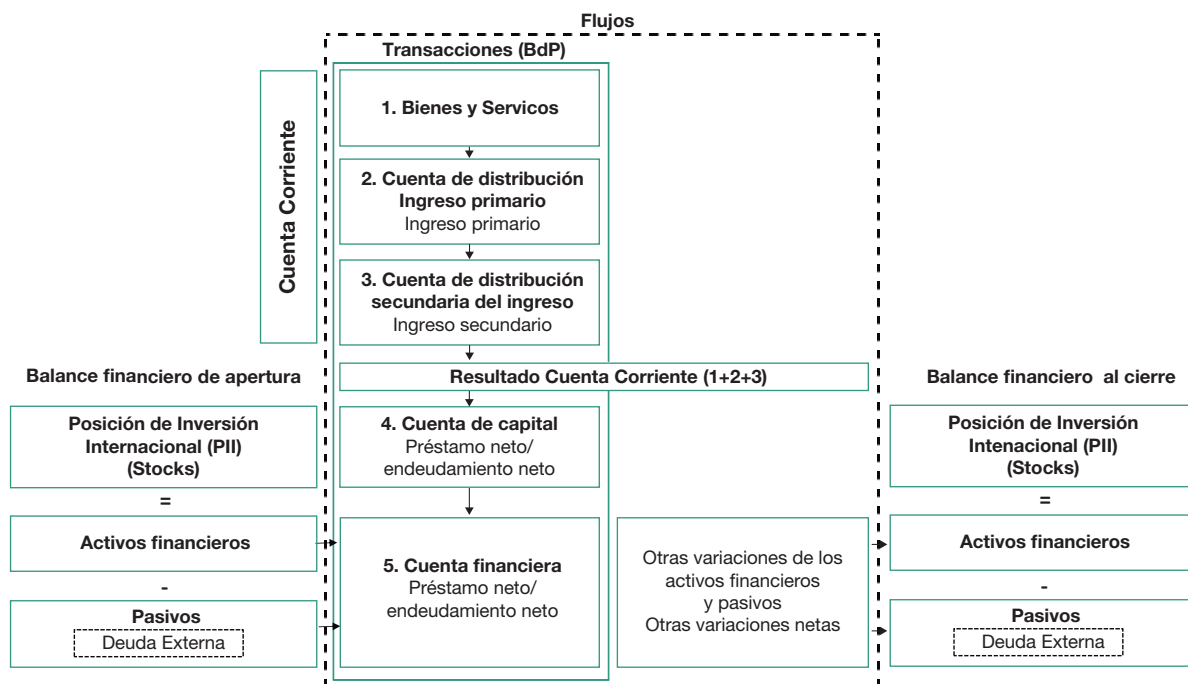 Flujos
Transacciones (BdP)
Cuenta Corriente
1. Bienes y Servicos
2. Cuenta de distribución
Ingreso primario
Ingreso primario
3. Cuenta de distribución
secundaria del ingreso
Ingreso secundario
Resultado Cuenta Corriente (1+2+3)
Balance financiero de apertura
Posición de Inversión
Internacional (PII)
(Stocks)
=
Activos financieros
-
Pasivos
Deuda Externa
4. Cuenta de capital
Préstamo neto/
endeudamiento neto
5. Cuenta financiera
Préstamo neto/
endeudamiento neto
Otras variaciones de los
activos financieros
y pasivos
Otras variaciones netas
Balance financiero al cierre
Posición de Inversión
Intenacional (PII)
(Stocks)
=
Activos financieros
-
Pasivos
Deuda Externa